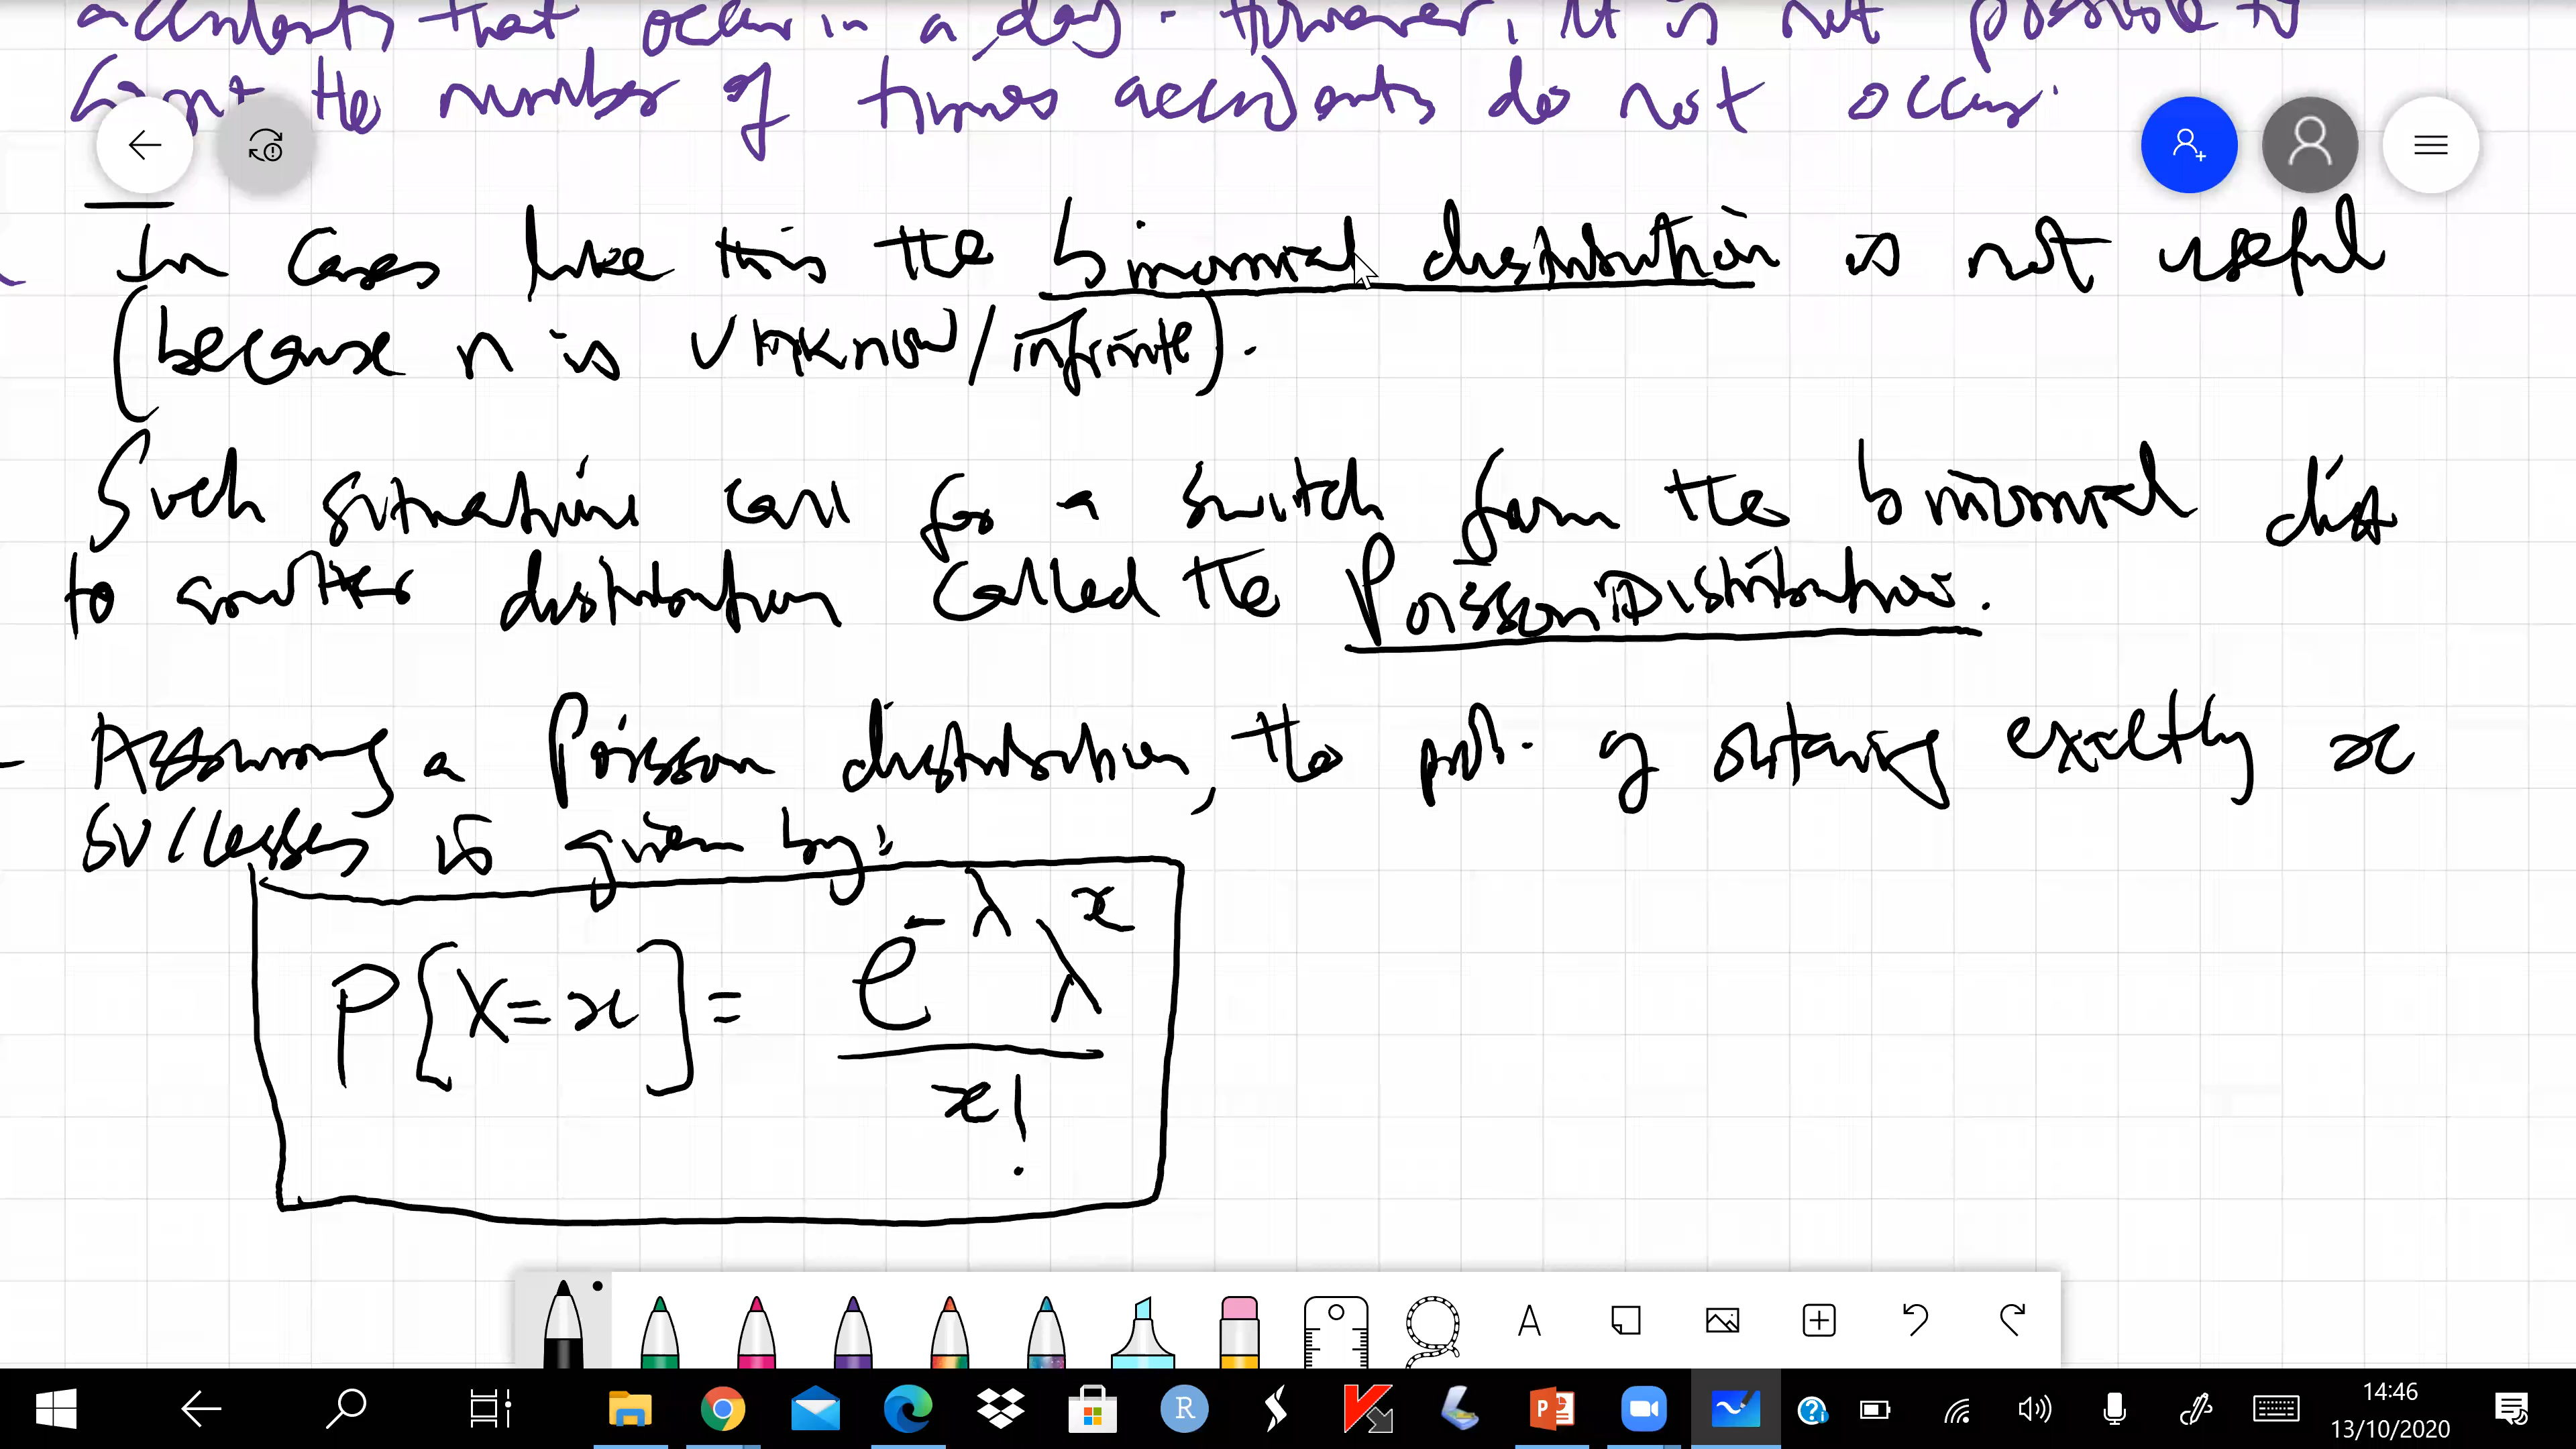 accidents that occur in a day. However, it is not possible to
count the number of times accidents do not occur.
In cases like this the binomial distribution is not useful
(because n is unknow/infinite).
Such situations call for a switch from the binomial dist
to another distribution called the Poisson Distribution.
- Assuming a Poisson distribution, the prob. of obtaining exactly x
successes is given by:
P[X=x] = e^{-λ} λ^x / x!
A
R
P
14:46
13/10/2020